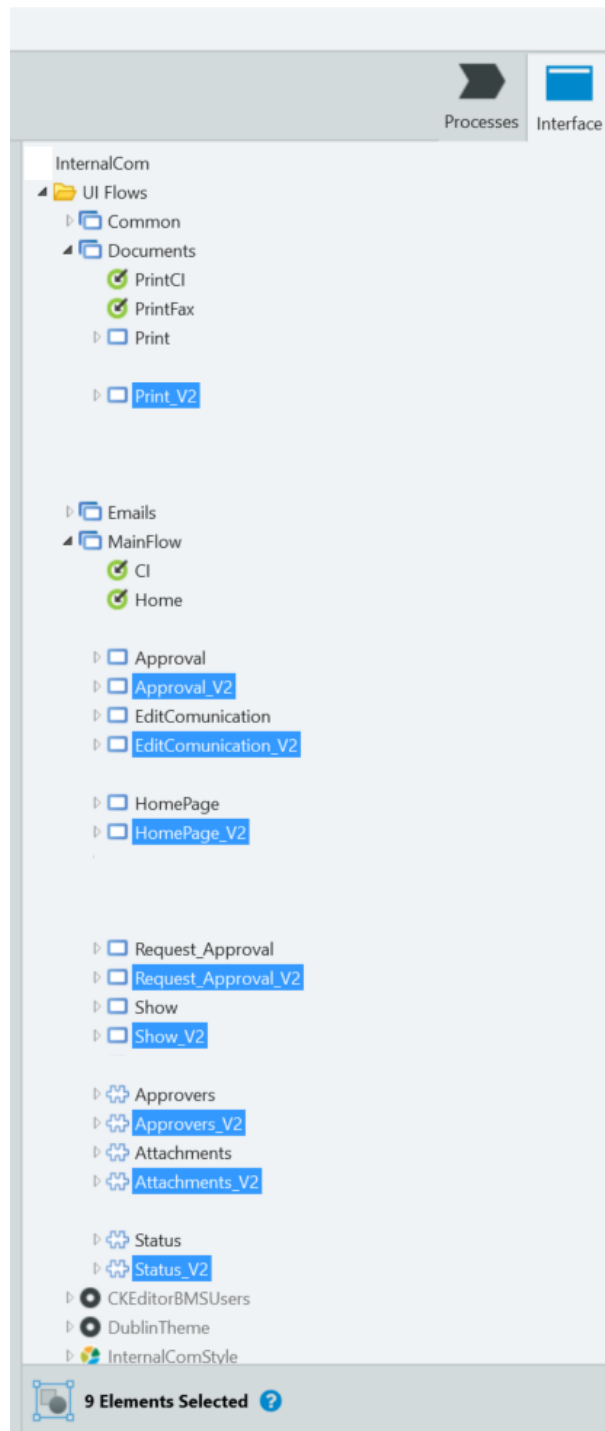 Processes Interface
InternalCom
UI Flows
Common
Documents
PrintCI
PrintFax
Print
Print_V2
Emails
MainFlow
CI
Home
Approval
Approval_V2
EditComunication
EditComunication_V2
HomePage
HomePage_V2
Request_Approval
Request_Approval_V2
Show
Show_V2
Approvers
Approvers_V2
Attachments
Attachments_V2
Status
Status_V2
CKEditorBMSUsers
DublinTheme
InternalComStyle
9 Elements Selected ?